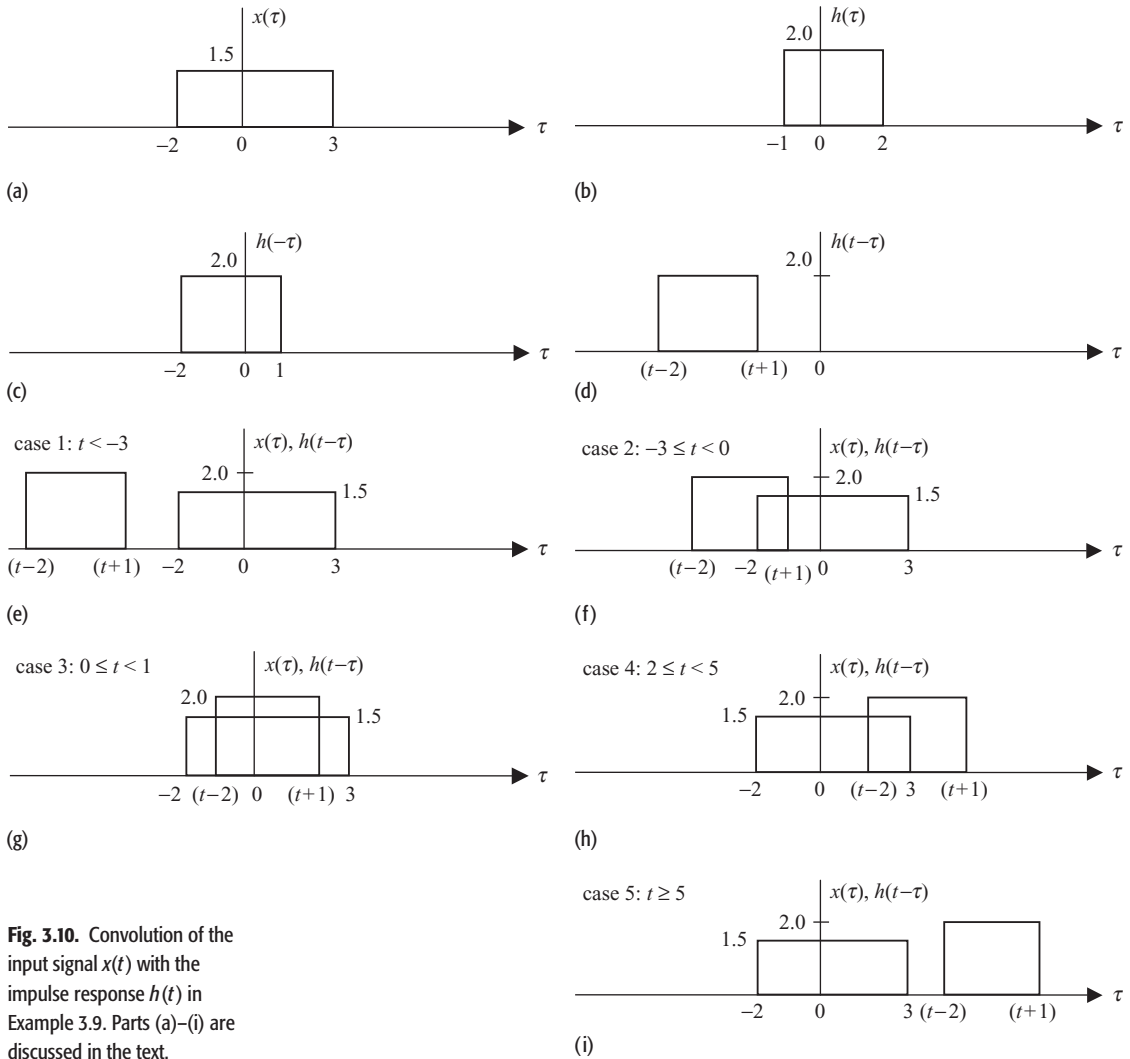 x(τ)
1.5
−2 0 3 τ
(a)
h(τ)
2.0
−1 0 2 τ
(b)
h(−τ)
2.0
−2 0 1 τ
(c)
h(t−τ)
2.0
(t−2) (t+1) 0 τ
(d)
case 1: t < −3 x(τ), h(t−τ)
2.0
1.5
(t−2) (t+1) −2 0 3 τ
(e)
case 2: −3 ≤ t < 0 x(τ), h(t−τ)
2.0
1.5
(t−2) −2 (t+1) 0 3 τ
(f)
case 3: 0 ≤ t < 1 x(τ), h(t−τ)
2.0
1.5
−2 (t−2) 0 (t+1) 3 τ
(g)
case 4: 2 ≤ t < 5 x(τ), h(t−τ)
2.0
1.5
−2 0 (t−2) 3 (t+1) τ
(h)
case 5: t ≥ 5 x(τ), h(t−τ)
2.0
1.5
−2 0 3 (t−2) (t+1) τ
(i)
Fig. 3.10. Convolution of the
input signal x(t) with the
impulse response h(t) in
Example 3.9. Parts (a)–(i) are
discussed in the text.